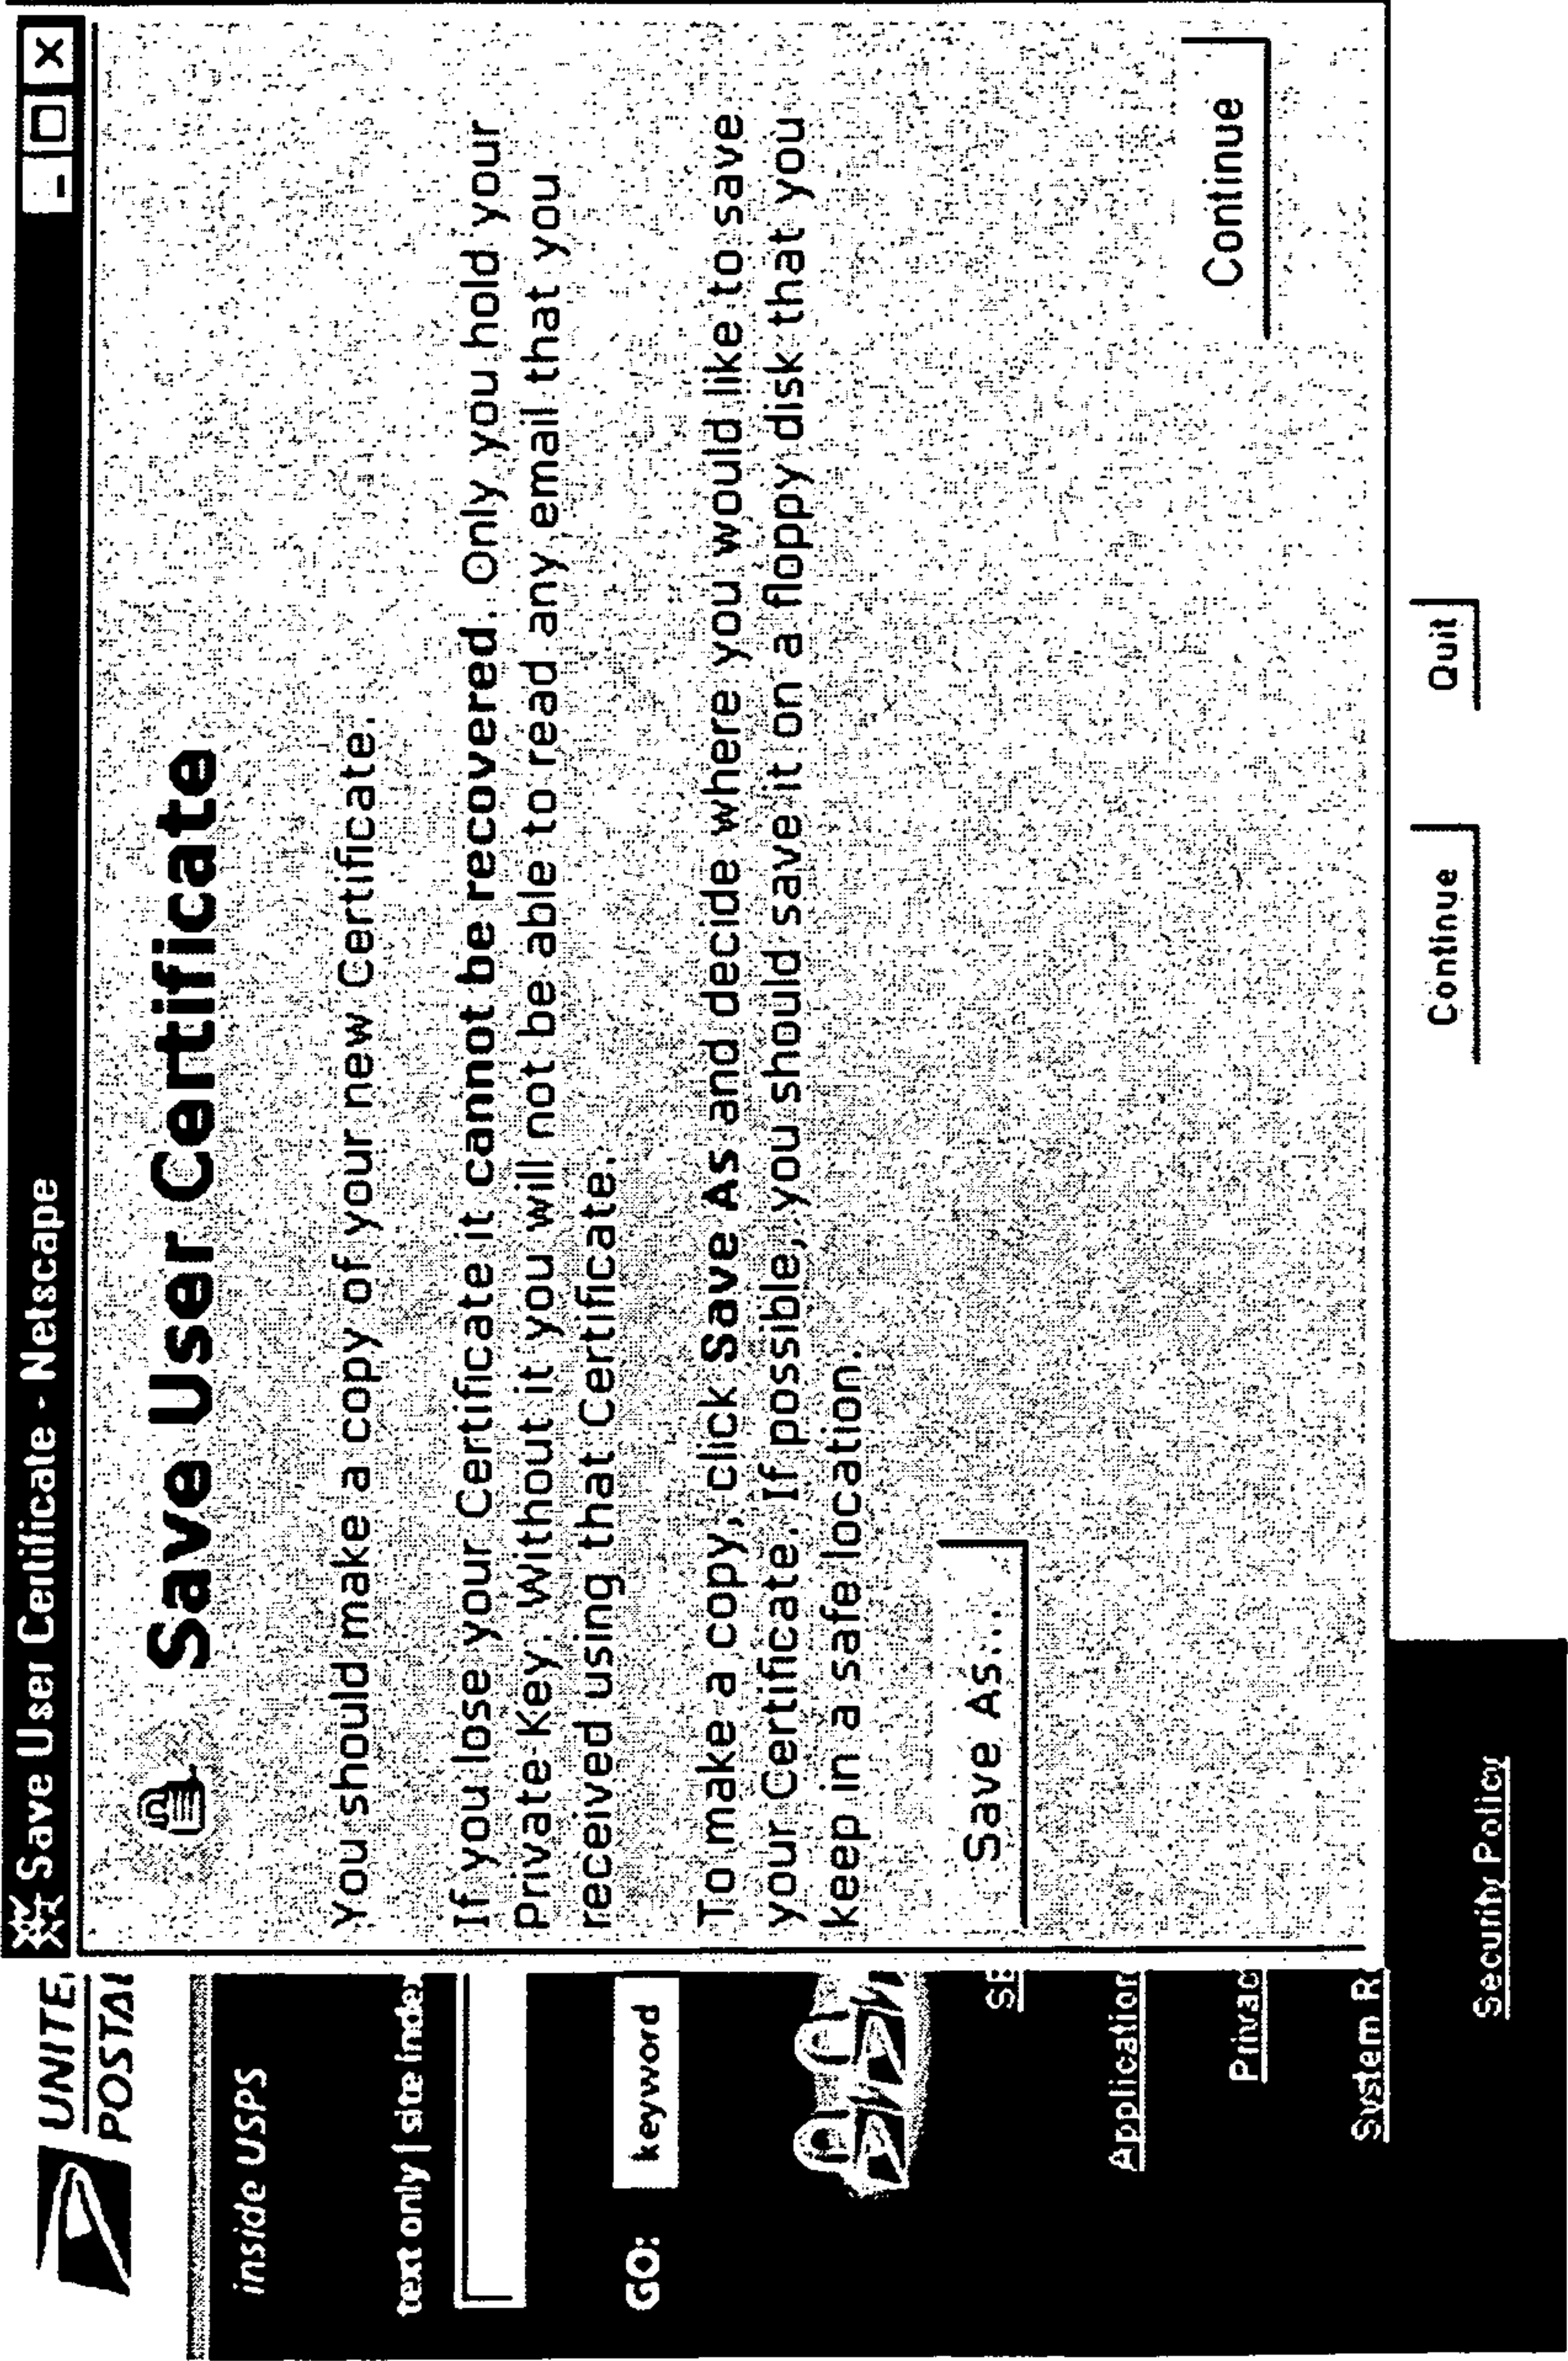 Save User Certificate - Netscape
UNITE
POSTAL
inside USPS
text only | site index
GO: keyword
Application
Privac
System R
Security Policy
Save User Certificate
You should make a copy of your new Certificate.
If you lose your Certificate it cannot be recovered. Only you hold your
Private Key. Without it you will not be able to read any email that you
received using that Certificate.
To make a copy, click Save As and decide where you would like to save
your Certificate. If possible, you should save it on a floppy disk that you
keep in a safe location.
Save As...
Continue
Continue
Quit